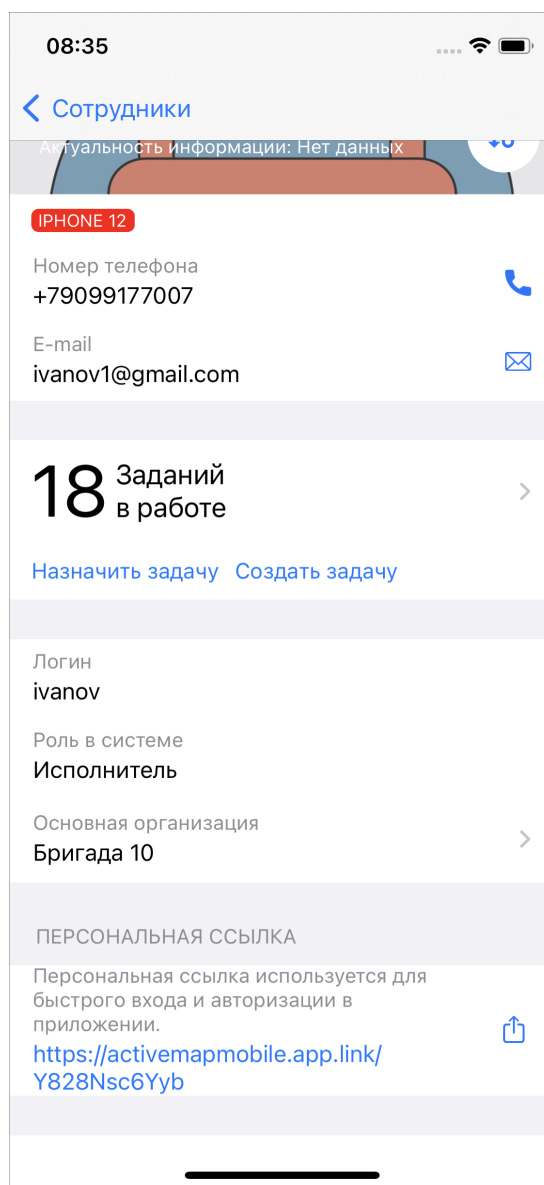 08:35
Сотрудники
Актуальность информации: Нет данных
IPHONE 12
Номер телефона
+79099177007
E-mail
ivanov1@gmail.com
18 Заданий
в работе
Назначить задачу Создать задачу
Логин
ivanov
Роль в системе
Исполнитель
Основная организация
Бригада 10
ПЕРСОНАЛЬНАЯ ССЫЛКА
Персональная ссылка используется для
быстрого входа и авторизации в
приложении.
https://activemapmobile.app.link/
Y828Nsc6Yyb